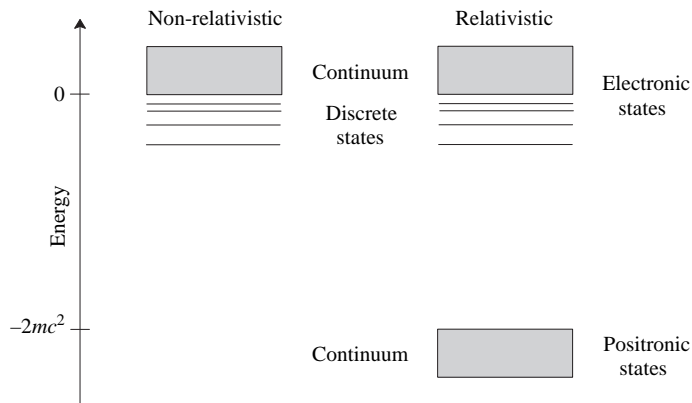 Non-relativistic
Relativistic
Continuum
Electronic
states
0
Discrete
states
Energy
–2mc²
Continuum
Positronic
states